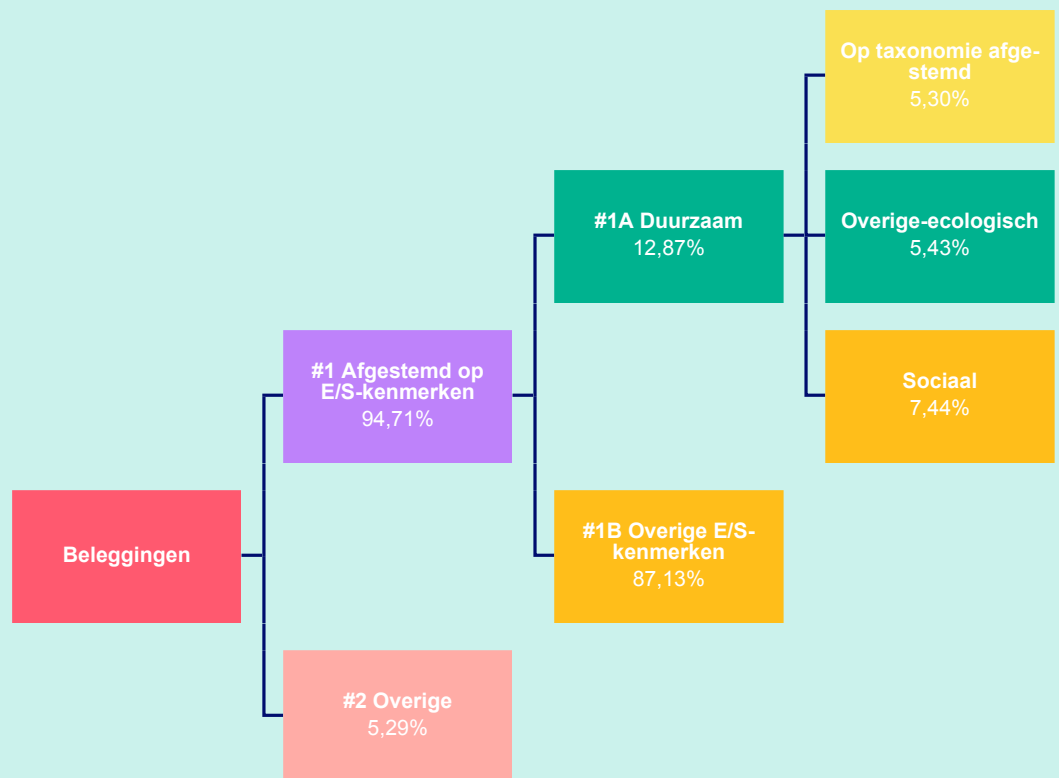 Op taxonomie afge-
stemd
5,30%
#1A Duurzaam
12,87%
Overige-ecologisch
5,43%
#1 Afgestemd op
E/S-kenmerken
94,71%
Sociaal
7,44%
Beleggingen
#1B Overige E/S-
kenmerken
87,13%
#2 Overige
5,29%